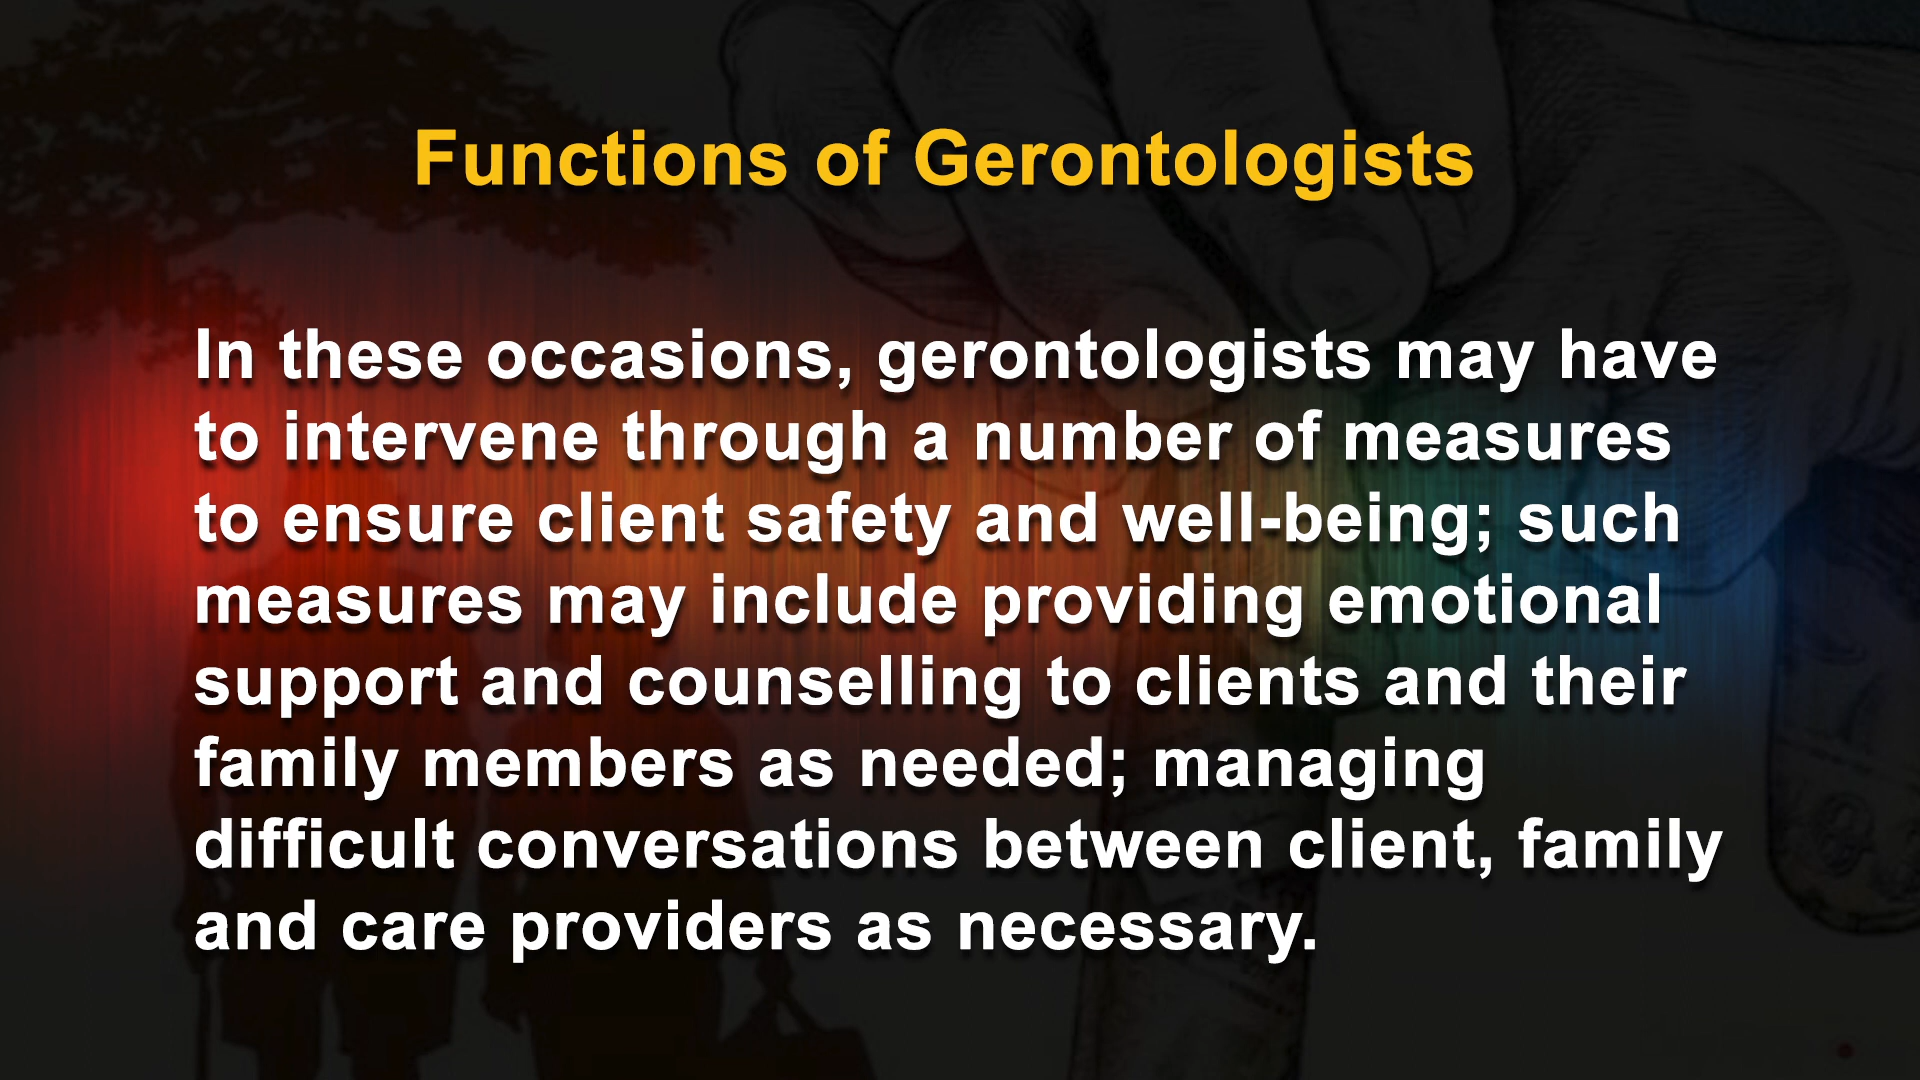 Functions of Gerontologists
In these occasions, gerontologists may have
to intervene through a number of measures
to ensure client safety and well-being; such
measures may include providing emotional
support and counselling to clients and their
family members as needed; managing
difficult conversations between client, family
and care providers as necessary.